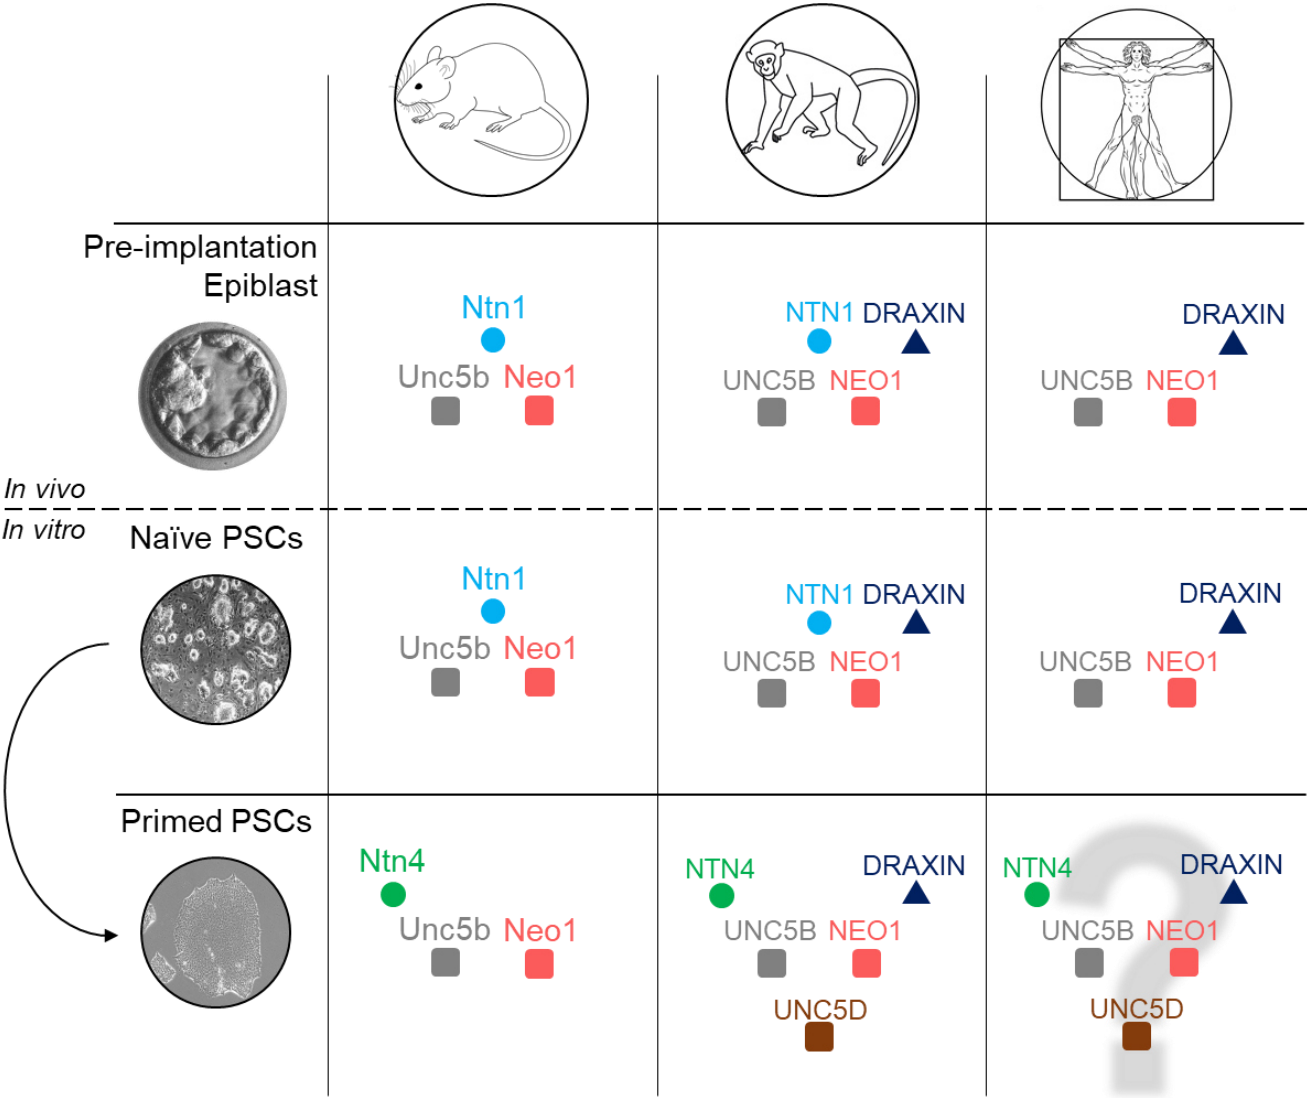 Pre-implantation
Epiblast
Ntn1
Unc5b Neo1
NTN1 DRAXIN
UNC5B NEO1
DRAXIN
UNC5B NEO1
In vivo
In vitro
Naïve PSCs
Ntn1
Unc5b Neo1
NTN1 DRAXIN
UNC5B NEO1
DRAXIN
UNC5B NEO1
Primed PSCs
Ntn4
Unc5b Neo1
NTN4 DRAXIN
UNC5B NEO1
UNC5D
?
NTN4 DRAXIN
UNC5B NEO1
UNC5D